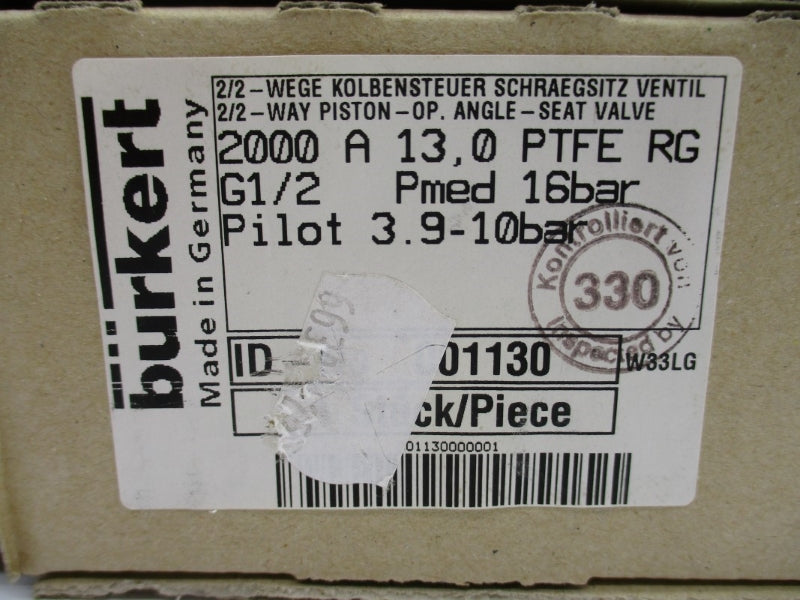 bürkert
Made in Germany
2/2-WEGE KOLBENSTEUER SCHRAEGSITZ VENTIL
2/2-WAY PISTON-OP. ANGLE-SEAT VALVE
2000 A 13,0 PTFE RG
G1/2 Pmed 16bar
Pilot 3.9-10bar
Kontrolliert von
330
Inspected by
ID 01130
W33LG
ck/Piece
01130000001